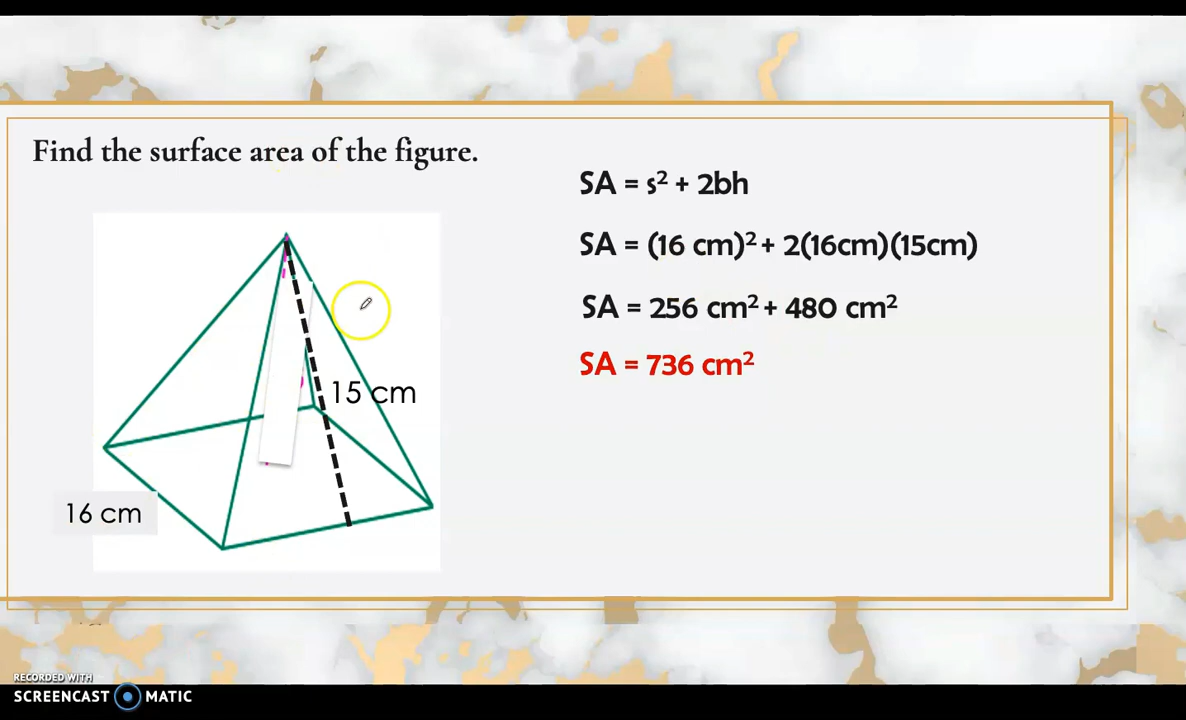 Find the surface area of the figure.
SA = s² + 2bh
SA = (16 cm)² + 2(16cm)(15cm)
SA = 256 cm² + 480 cm²
SA = 736 cm²
15 cm
16 cm
RECORDED WITH
SCREENCAST MATIC